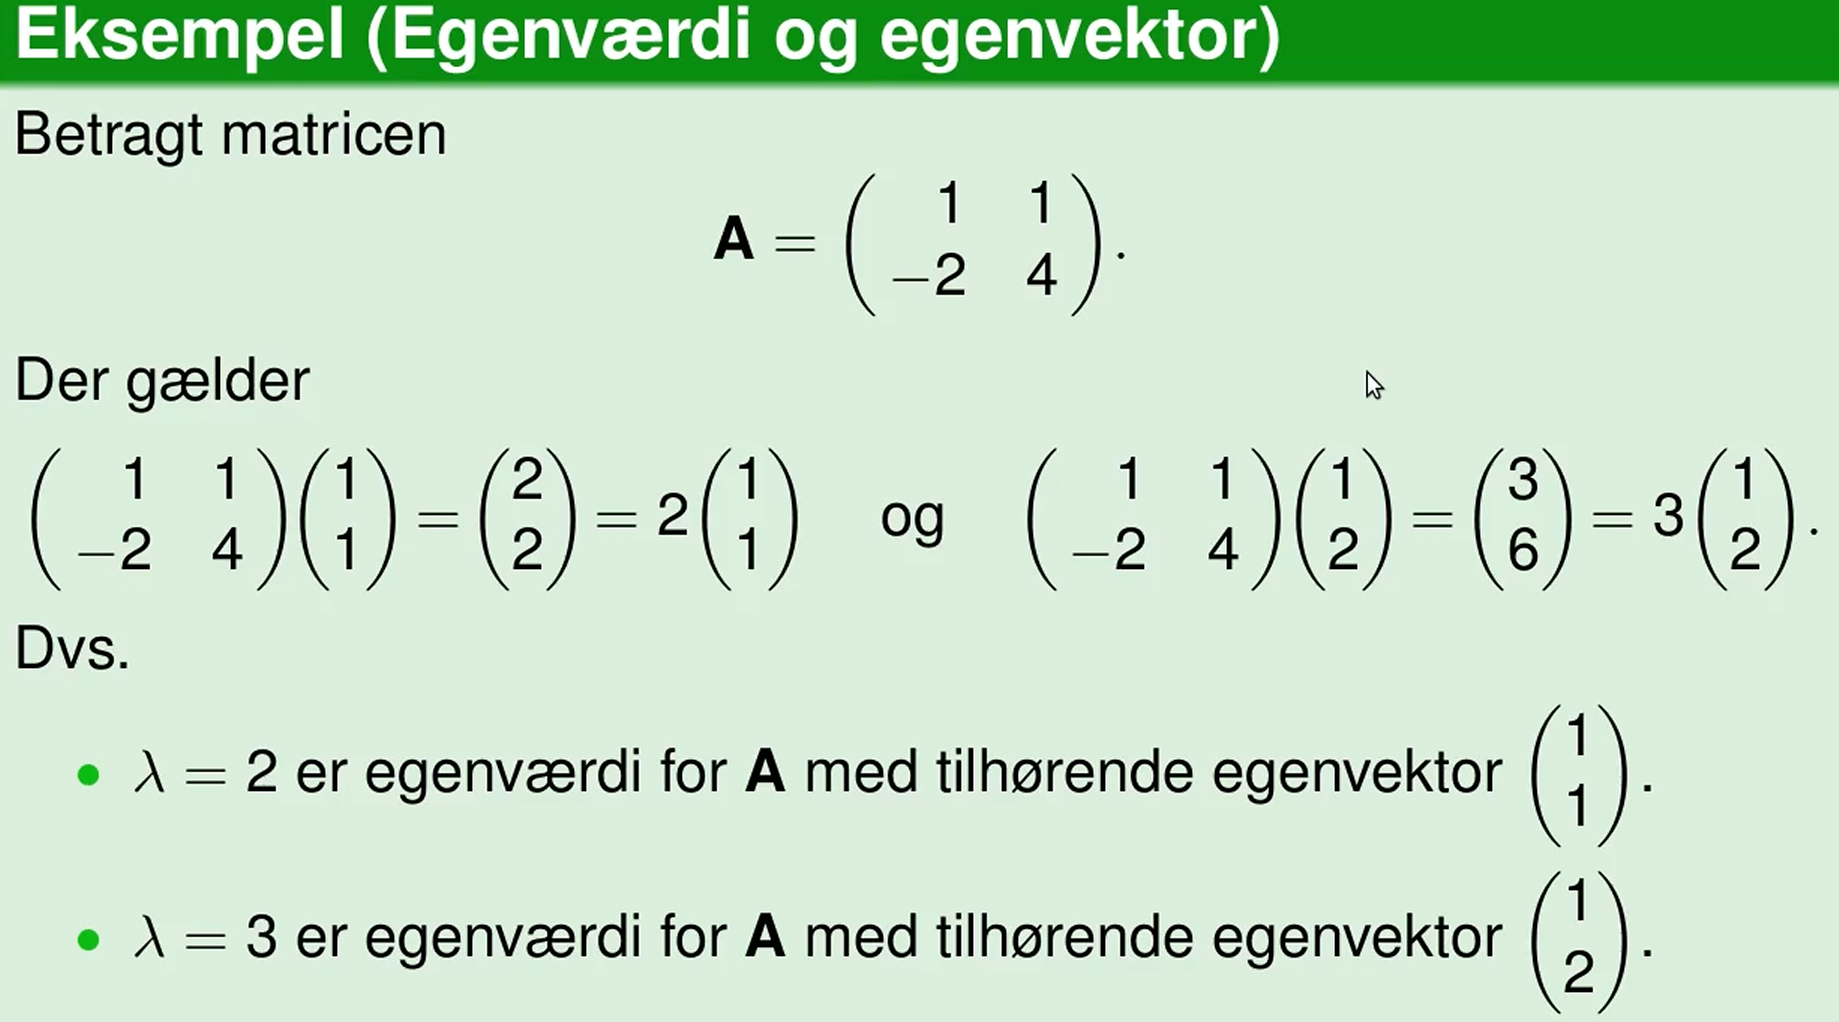 Eksempel (Egenværdi og egenvektor)
Betragt matricen
A = ( 1 1 ; −2 4 ).
Der gælder
( 1 1 ; −2 4 )( 1 ; 1 ) = ( 2 ; 2 ) = 2( 1 ; 1 ) og ( 1 1 ; −2 4 )( 1 ; 2 ) = ( 3 ; 6 ) = 3( 1 ; 2 ).
Dvs.
• λ = 2 er egenværdi for A med tilhørende egenvektor ( 1 ; 1 ).
• λ = 3 er egenværdi for A med tilhørende egenvektor ( 1 ; 2 ).